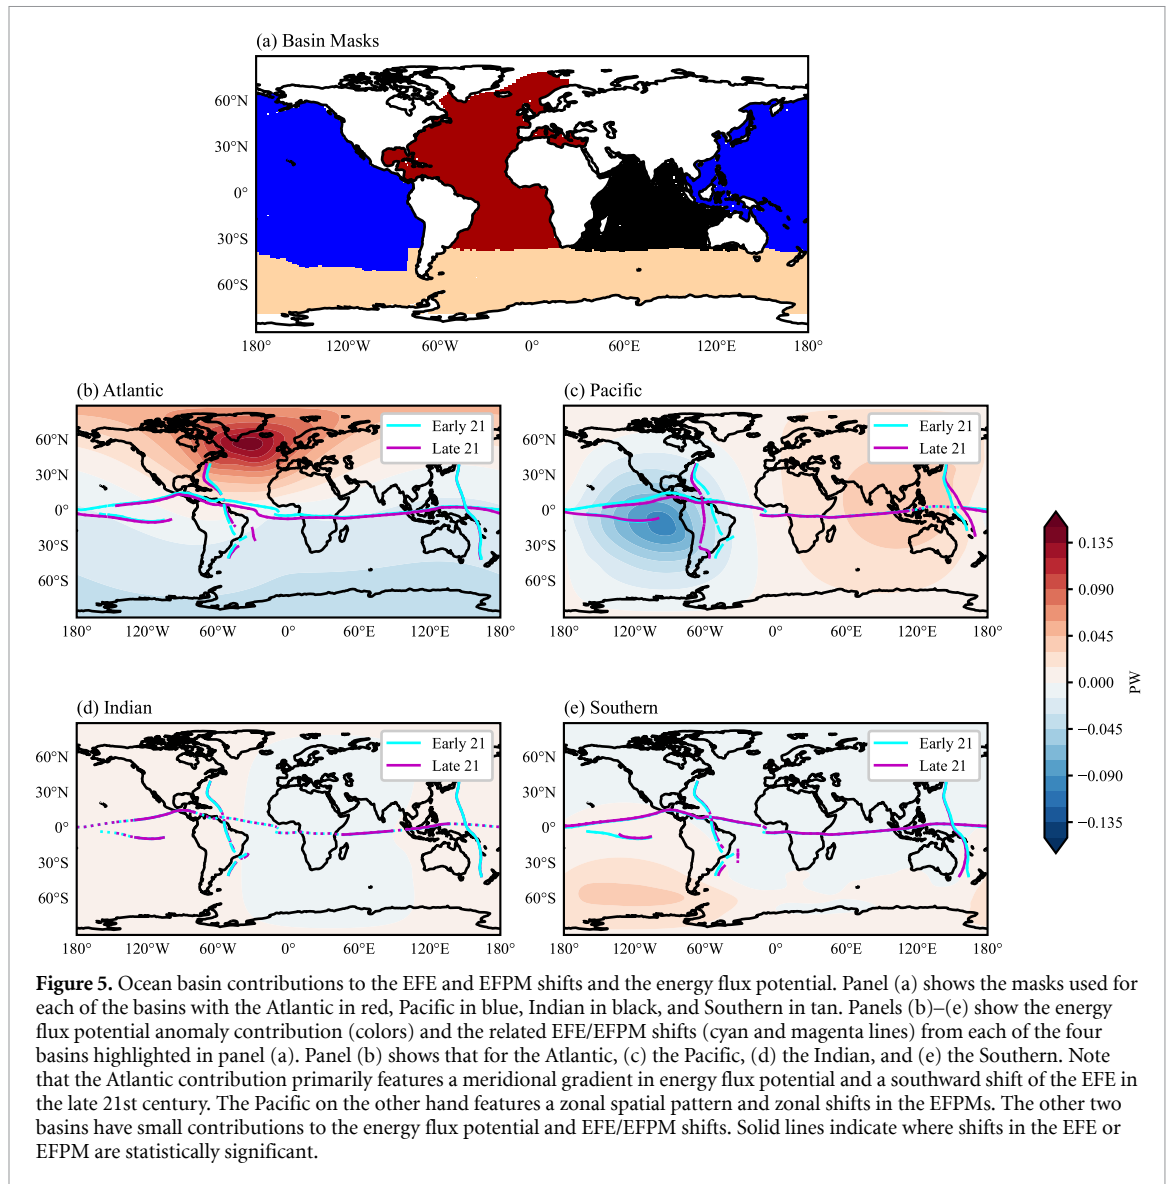 (a) Basin Masks
60°N
30°N
0°
30°S
60°S
180° 120°W 60°W 0° 60°E 120°E 180°
(b) Atlantic
Early 21
Late 21
60°N
30°N
0°
30°S
60°S
180° 120°W 60°W 0° 60°E 120°E 180°
(c) Pacific
Early 21
Late 21
60°N
30°N
0°
30°S
60°S
180° 120°W 60°W 0° 60°E 120°E 180°
(d) Indian
Early 21
Late 21
60°N
30°N
0°
30°S
60°S
180° 120°W 60°W 0° 60°E 120°E 180°
(e) Southern
Early 21
Late 21
60°N
30°N
0°
30°S
60°S
180° 120°W 60°W 0° 60°E 120°E 180°
0.135
0.090
0.045
0.000
−0.045
−0.090
−0.135
PW
Figure 5. Ocean basin contributions to the EFE and EFPM shifts and the energy flux potential. Panel (a) shows the masks used for
each of the basins with the Atlantic in red, Pacific in blue, Indian in black, and Southern in tan. Panels (b)–(e) show the energy
flux potential anomaly contribution (colors) and the related EFE/EFPM shifts (cyan and magenta lines) from each of the four
basins highlighted in panel (a). Panel (b) shows that for the Atlantic, (c) the Pacific, (d) the Indian, and (e) the Southern. Note
that the Atlantic contribution primarily features a meridional gradient in energy flux potential and a southward shift of the EFE in
the late 21st century. The Pacific on the other hand features a zonal spatial pattern and zonal shifts in the EFPMs. The other two
basins have small contributions to the energy flux potential and EFE/EFPM shifts. Solid lines indicate where shifts in the EFE or
EFPM are statistically significant.